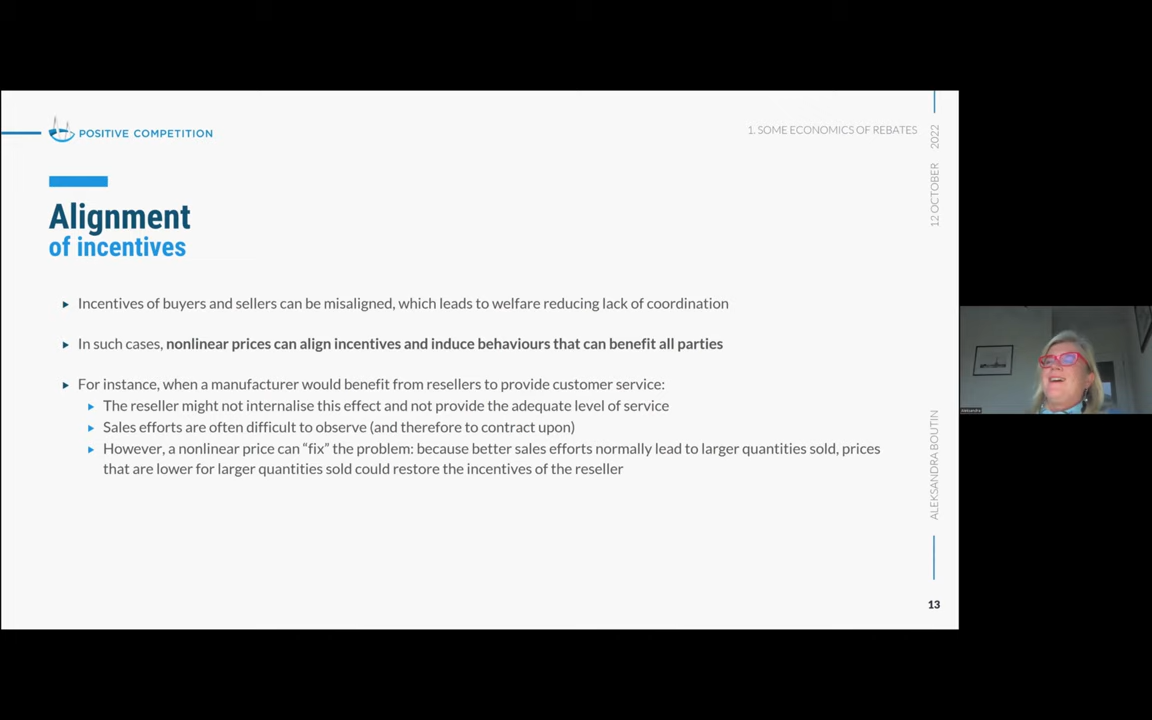 POSITIVE COMPETITION
1. SOME ECONOMICS OF REBATES
12 OCTOBER 2022
Alignment
of incentives
Incentives of buyers and sellers can be misaligned, which leads to welfare reducing lack of coordination
In such cases, nonlinear prices can align incentives and induce behaviours that can benefit all parties
For instance, when a manufacturer would benefit from resellers to provide customer service:
The reseller might not internalise this effect and not provide the adequate level of service
Sales efforts are often difficult to observe (and therefore to contract upon)
However, a nonlinear price can “fix” the problem: because better sales efforts normally lead to larger quantities sold, prices
that are lower for larger quantities sold could restore the incentives of the reseller
ALEKSANDRA BOUTIN
13
Aleksandra